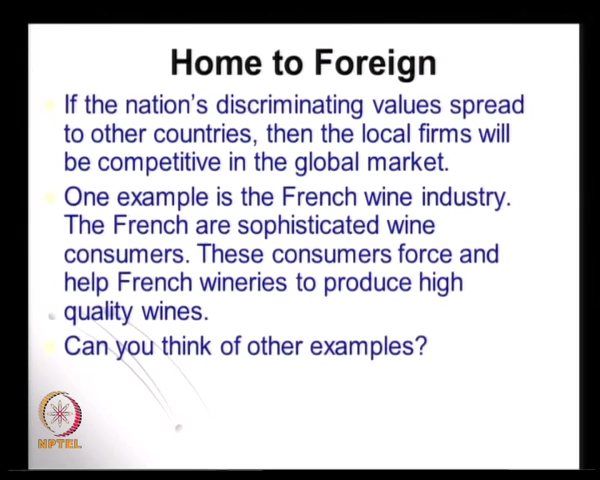 Home to Foreign
If the nation's discriminating values spread
to other countries, then the local firms will
be competitive in the global market.
One example is the French wine industry.
The French are sophisticated wine
consumers. These consumers force and
help French wineries to produce high
quality wines.
Can you think of other examples?
NPTEL